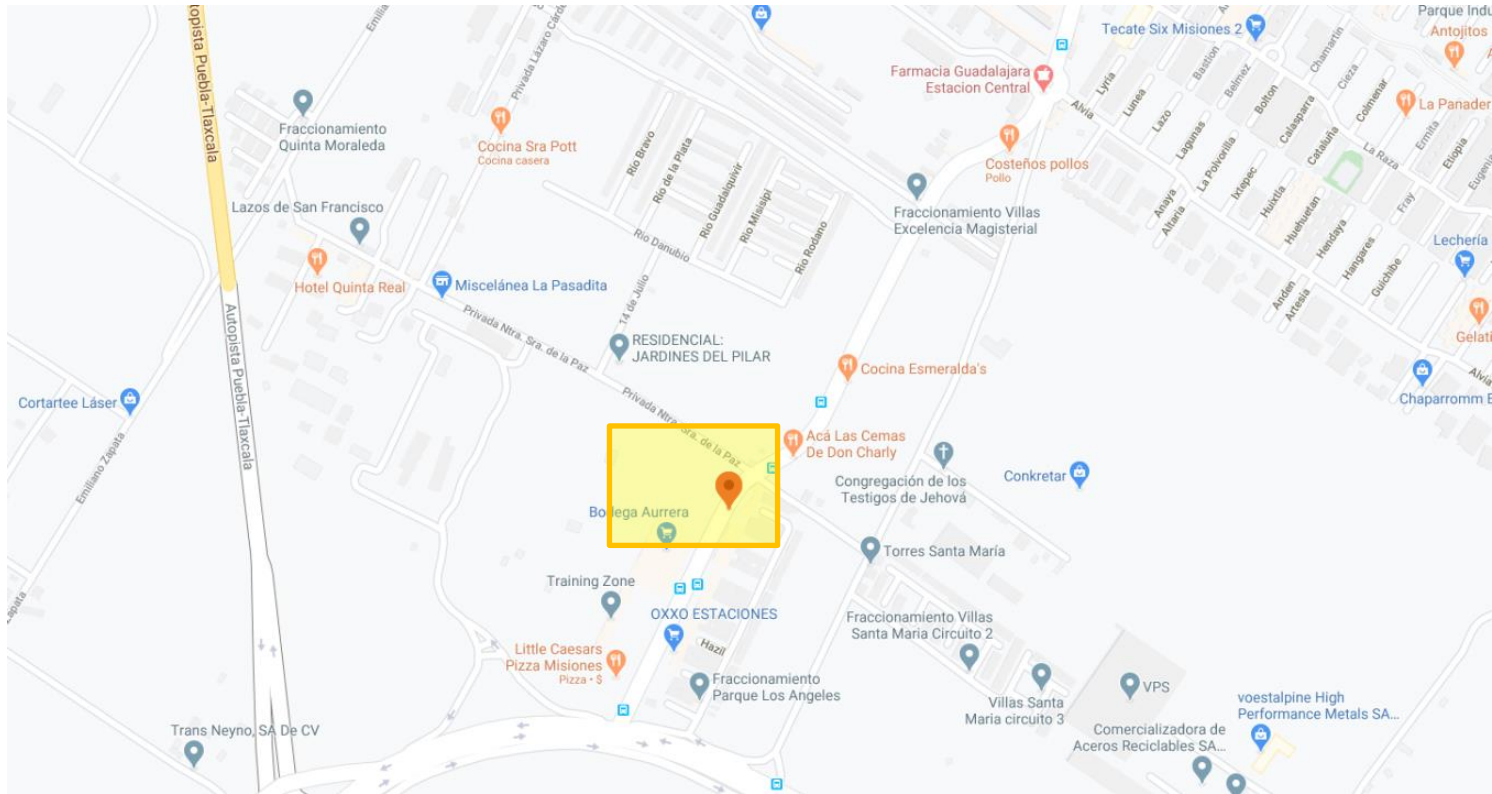 Autopista Puebla-Tlaxcala
Emilia
Privada Lázaro Cárde
Tecate Six Misiones 2
Parque Indu
Antojitos
Farmacia Guadalajara
Estacion Central
Alvia
Lyria
Lunea
Lazo
Bastion
Belmez
Bolton
Chamartin
Cieza
Calasparra
Colmenar
La Panader
Fraccionamiento
Quinta Moraleda
Cocina Sra Pott
Cocina casera
Río Bravo
Río de la Plata
Río Guadalquivir
Río Misisipi
Río Rodano
Río Danubio
Costeños pollos
Pollo
Lagunas
La Polvorilla
Cataluña
La Raza
Ermita
Etiopia
Eugenia
Lazos de San Francisco
Fraccionamiento Villas
Excelencia Magisterial
Anaya
Altaria
Ixtepec
Huixtla
Huehuetan
Hendaya
Hangares
Guichibe
Fray
Lechería
Hotel Quinta Real
Miscelánea La Pasadita
14 de Julio
Anden
Artesia
Gelati
Autopista Puebla-Tlaxcala
Privada Ntra. Sra. de la Paz
RESIDENCIAL:
JARDINES DEL PILAR
Cocina Esmeralda's
Alvia
Cortartee Láser
Chaparromm E
Privada Ntra. Sra. de la Paz
Acá Las Cemas
De Don Charly
Emiliano Zapata
Congregación de los
Testigos de Jehová
Conkretar
Bodega Aurrera
Torres Santa María
Training Zone
zapata
OXXO ESTACIONES
Fraccionamiento Villas
Santa Maria Circuito 2
Hazil
Little Caesars
Pizza Misiones
Pizza • $
Fraccionamiento
Parque Los Angeles
VPS
Villas Santa
Maria circuito 3
voestalpine High
Performance Metals SA...
Trans Neyno, SA De CV
Comercializadora de
Aceros Reciclables SA...